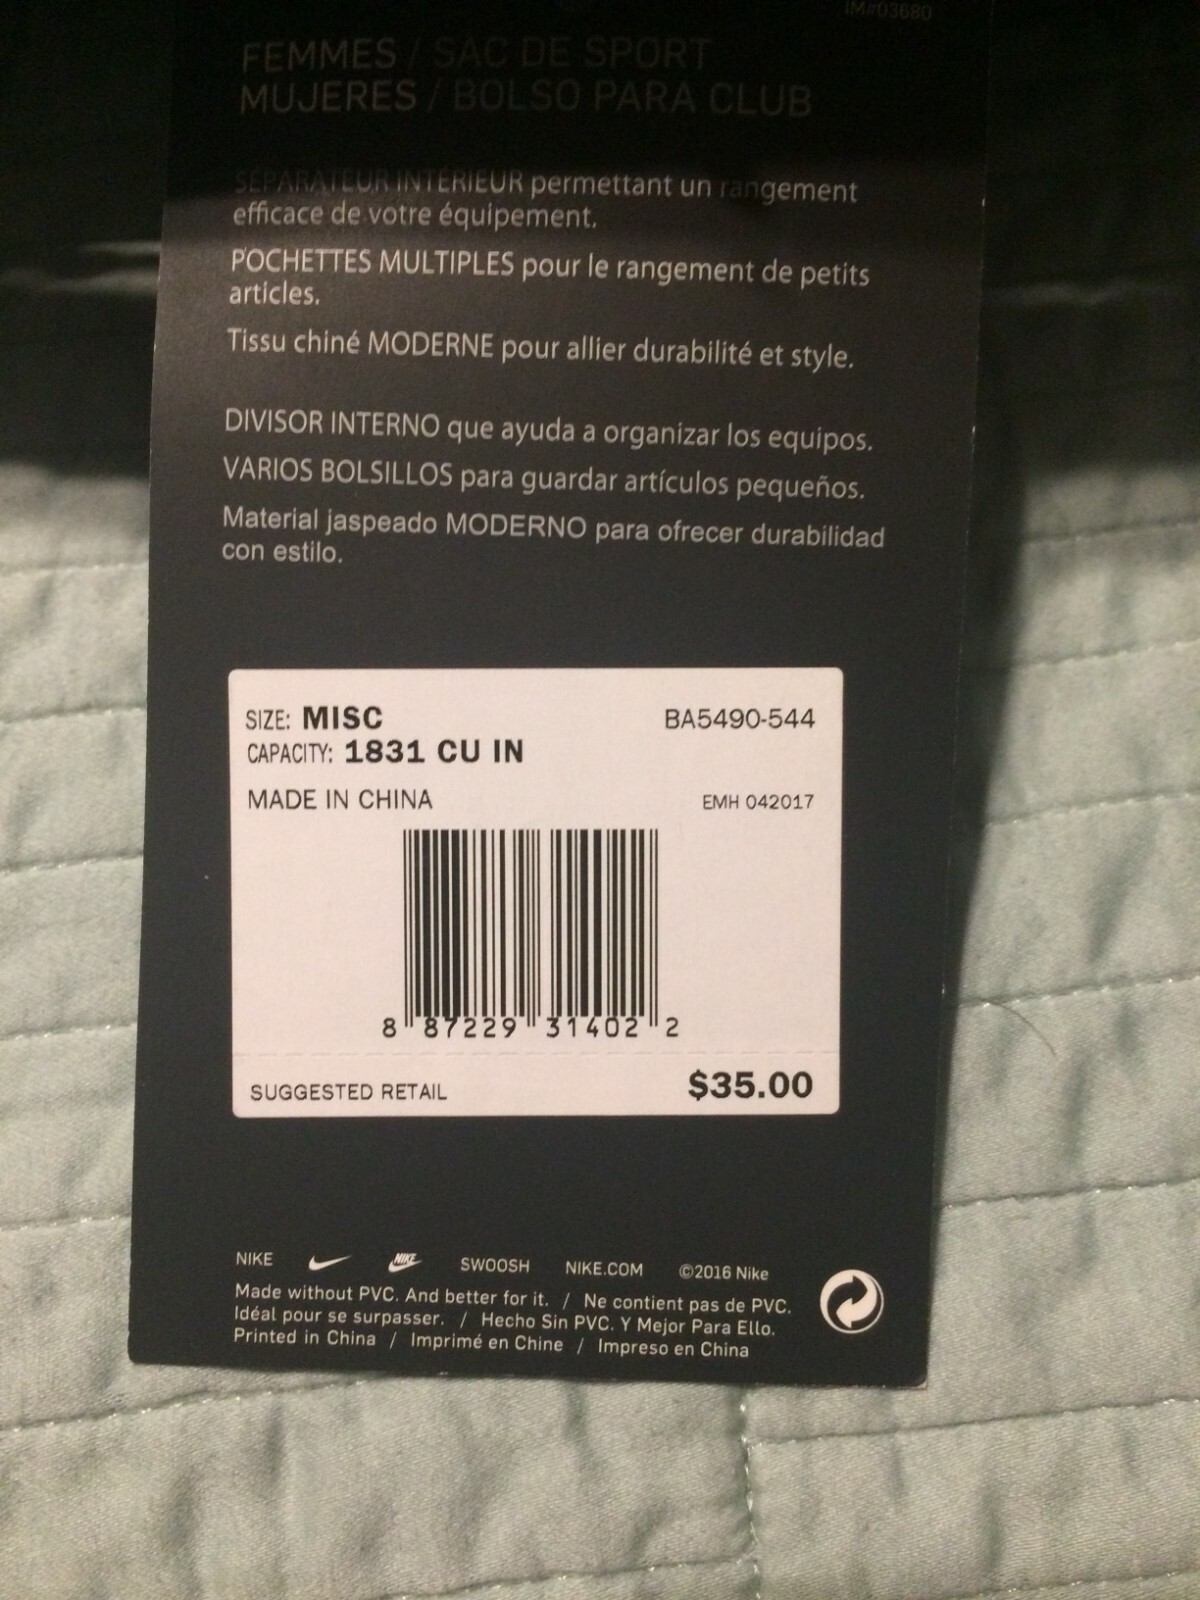 IM#03680
FEMMES / SAC DE SPORT
MUJERES / BOLSO PARA CLUB
SÉPARATEUR INTÉRIEUR permettant un rangement
efficace de votre équipement.
POCHETTES MULTIPLES pour le rangement de petits
articles.
Tissu chiné MODERNE pour allier durabilité et style.
DIVISOR INTERNO que ayuda a organizar los equipos.
VARIOS BOLSILLOS para guardar artículos pequeños.
Material jaspeado MODERNO para ofrecer durabilidad
con estilo.
SIZE: MISC BA5490-544
CAPACITY: 1831 CU IN
MADE IN CHINA EMH 042017
8 87229 31402 2
SUGGESTED RETAIL $35.00
NIKE NIKE SWOOSH NIKE.COM ©2016 Nike
Made without PVC. And better for it. / Ne contient pas de PVC.
Idéal pour se surpasser. / Hecho Sin PVC. Y Mejor Para Ello.
Printed in China / Imprimé en Chine / Impreso en China